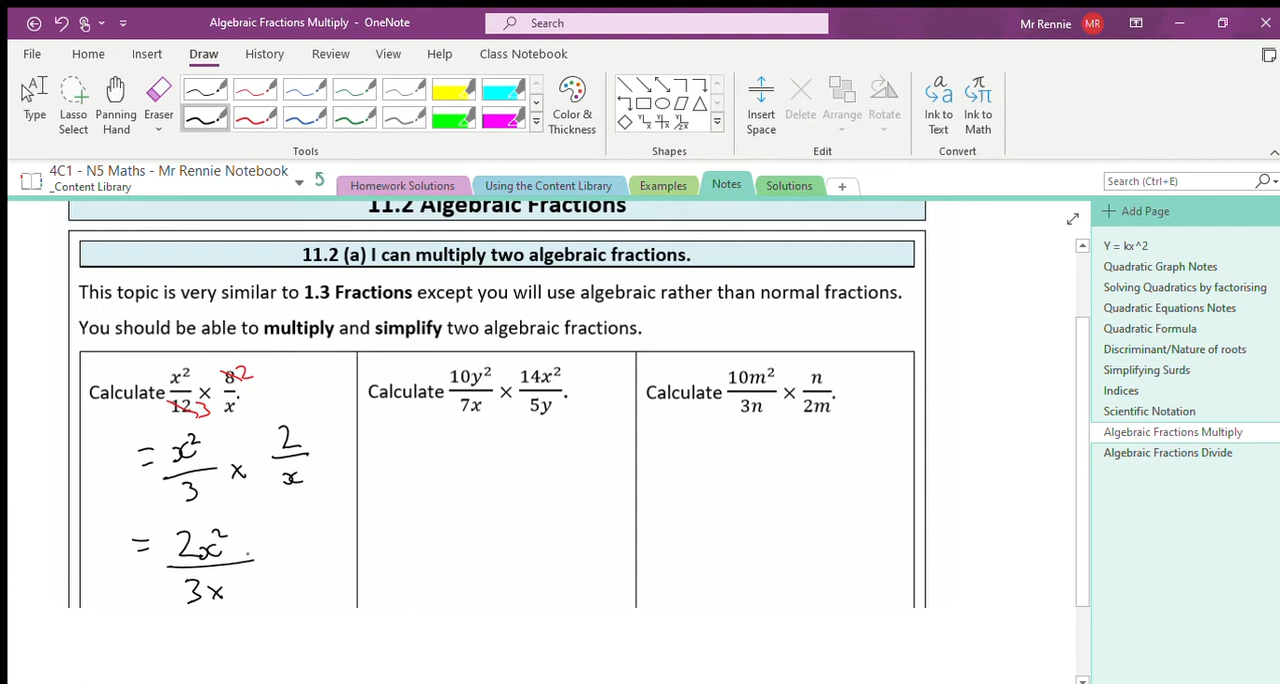 Algebraic Fractions Multiply - OneNote
Search
Mr Rennie MR
File Home Insert Draw History Review View Help Class Notebook
Type Lasso Select Panning Hand Eraser Color & Thickness Insert Space Delete Arrange Rotate Ink to Text Ink to Math
Tools Shapes Edit Convert
4C1 - N5 Maths - Mr Rennie Notebook
_Content Library
Homework Solutions Using the Content Library Examples Notes Solutions +
Search (Ctrl+E)
Add Page
Y = kx^2
Quadratic Graph Notes
Solving Quadratics by factorising
Quadratic Equations Notes
Quadratic Formula
Discriminant/Nature of roots
Simplifying Surds
Indices
Scientific Notation
Algebraic Fractions Multiply
Algebraic Fractions Divide
11.2 Algebraic Fractions
11.2 (a) I can multiply two algebraic fractions.
This topic is very similar to 1.3 Fractions except you will use algebraic rather than normal fractions.
You should be able to multiply and simplify two algebraic fractions.
Calculate x²/12 × 8/x.
3 2
= x²/3 × 2/x
= 2x²/3x
Calculate 10y²/7x × 14x²/5y.
Calculate 10m²/3n × n/2m.